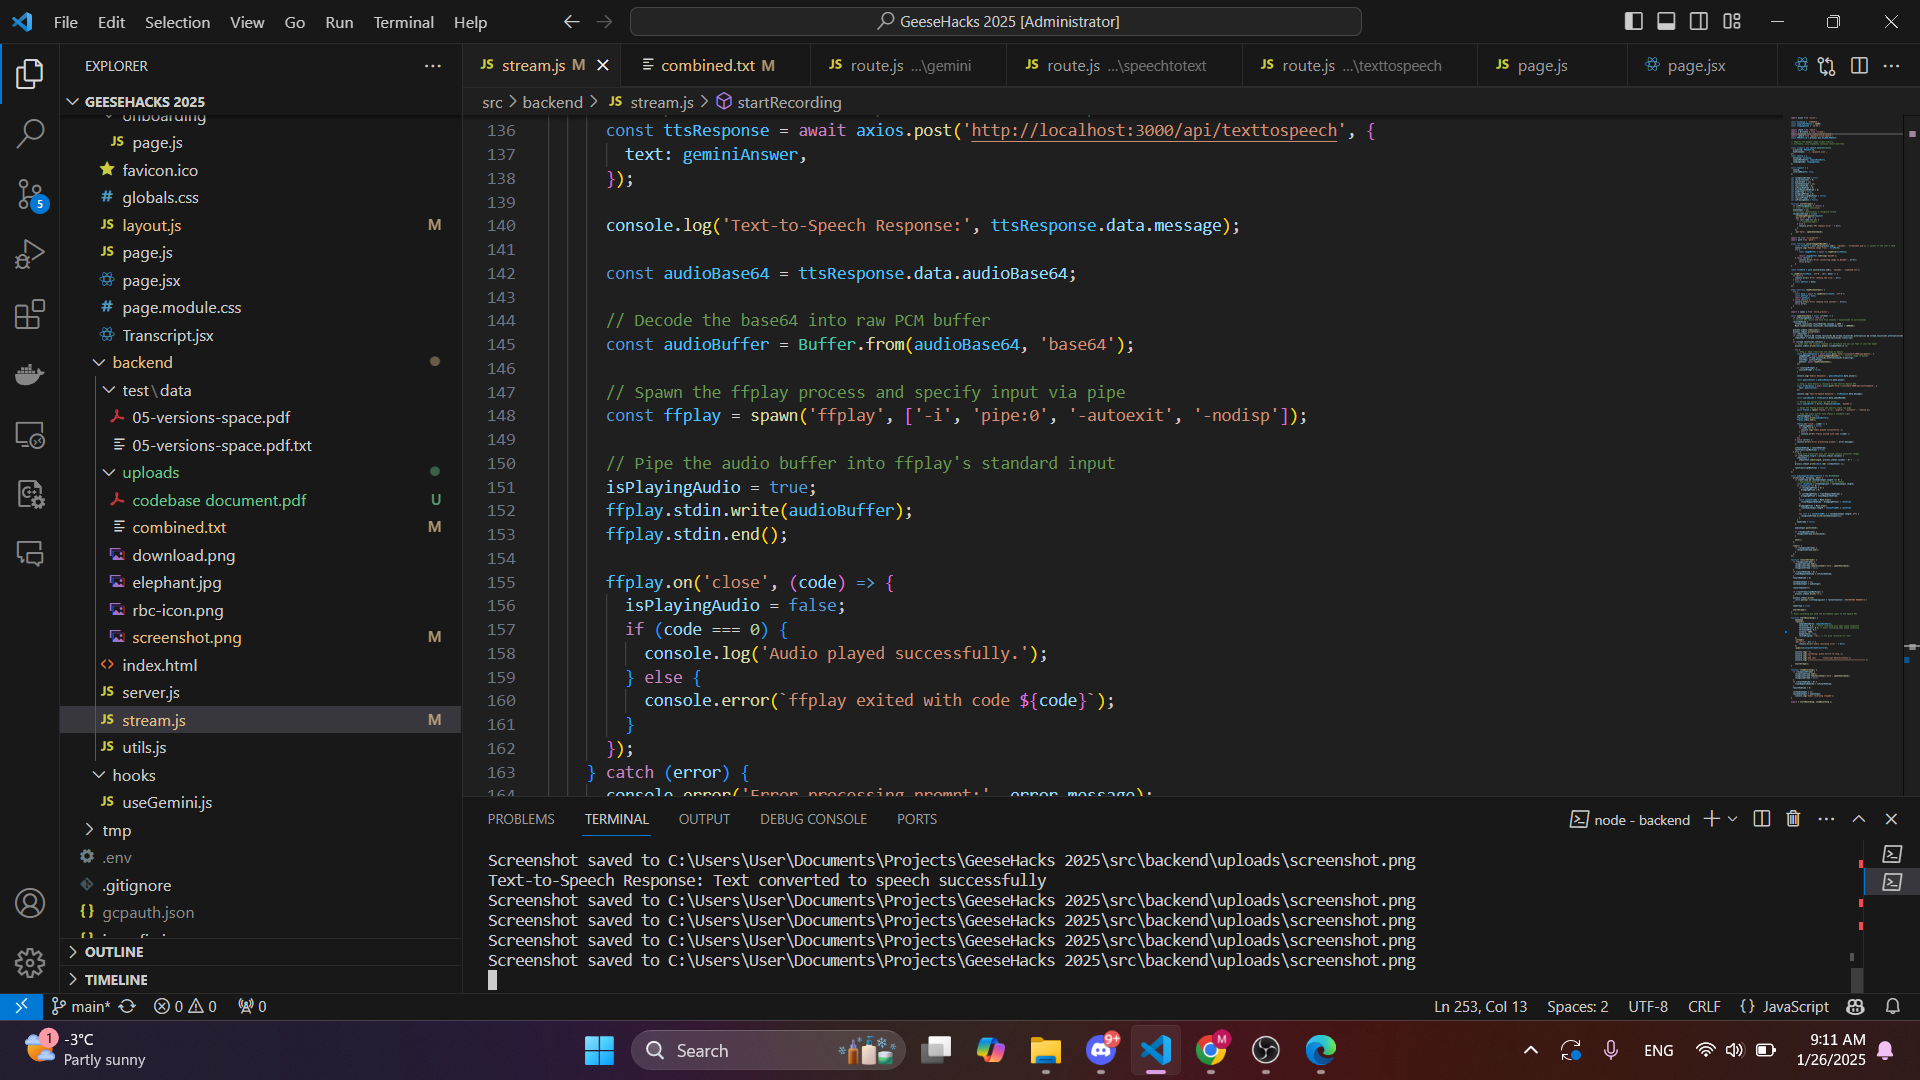 File Edit Selection View Go Run Terminal Help
GeeseHacks 2025 [Administrator]
EXPLORER
GEESEHACKS 2025
onboarding
JS page.js
favicon.ico
# globals.css
JS layout.js M
JS page.js
page.jsx
# page.module.css
Transcript.jsx
backend
test\data
05-versions-space.pdf
05-versions-space.pdf.txt
uploads
codebase document.pdf U
combined.txt M
download.png
elephant.jpg
rbc-icon.png
screenshot.png M
<> index.html
JS server.js
JS stream.js M
JS utils.js
hooks
JS useGemini.js
tmp
.env
.gitignore
{} gcpauth.json
OUTLINE
TIMELINE
5
JS stream.js M
combined.txt M
JS route.js ...\gemini
JS route.js ...\speechtotext
JS route.js ...\texttospeech
JS page.js
page.jsx
src > backend > JS stream.js > startRecording
136 const ttsResponse = await axios.post('http://localhost:3000/api/texttospeech', {
137 text: geminiAnswer,
138 });
139
140 console.log('Text-to-Speech Response:', ttsResponse.data.message);
141
142 const audioBase64 = ttsResponse.data.audioBase64;
143
144 // Decode the base64 into raw PCM buffer
145 const audioBuffer = Buffer.from(audioBase64, 'base64');
146
147 // Spawn the ffplay process and specify input via pipe
148 const ffplay = spawn('ffplay', ['-i', 'pipe:0', '-autoexit', '-nodisp']);
149
150 // Pipe the audio buffer into ffplay's standard input
151 isPlayingAudio = true;
152 ffplay.stdin.write(audioBuffer);
153 ffplay.stdin.end();
154
155 ffplay.on('close', (code) => {
156 isPlayingAudio = false;
157 if (code === 0) {
158 console.log('Audio played successfully.');
159 } else {
160 console.error(`ffplay exited with code ${code}`);
161 }
162 });
163 } catch (error) {
164 console.error('Error processing prompt:', error.message);
PROBLEMS TERMINAL OUTPUT DEBUG CONSOLE PORTS
node - backend
Screenshot saved to C:\Users\User\Documents\Projects\GeeseHacks 2025\src\backend\uploads\screenshot.png
Text-to-Speech Response: Text converted to speech successfully
Screenshot saved to C:\Users\User\Documents\Projects\GeeseHacks 2025\src\backend\uploads\screenshot.png
Screenshot saved to C:\Users\User\Documents\Projects\GeeseHacks 2025\src\backend\uploads\screenshot.png
Screenshot saved to C:\Users\User\Documents\Projects\GeeseHacks 2025\src\backend\uploads\screenshot.png
Screenshot saved to C:\Users\User\Documents\Projects\GeeseHacks 2025\src\backend\uploads\screenshot.png
main* 0 0 0
Ln 253, Col 13 Spaces: 2 UTF-8 CRLF {} JavaScript
1
-3°C
Partly sunny
Search
9+
M
ENG
9:11 AM
1/26/2025